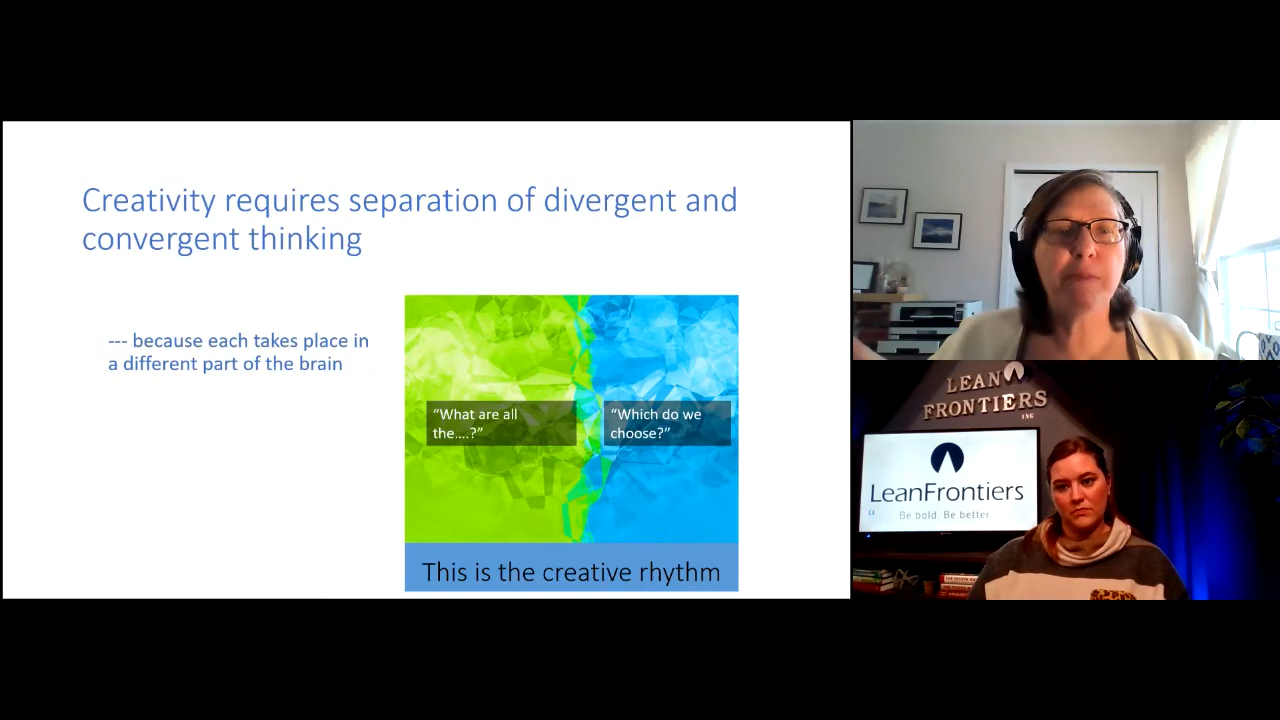 Creativity requires separation of divergent and
convergent thinking
--- because each takes place in
a different part of the brain
“What are all
the....?”
“Which do we
choose?”
This is the creative rhythm
LEAN
FRONTIERS
INC
LeanFrontiers
Be bold. Be better.